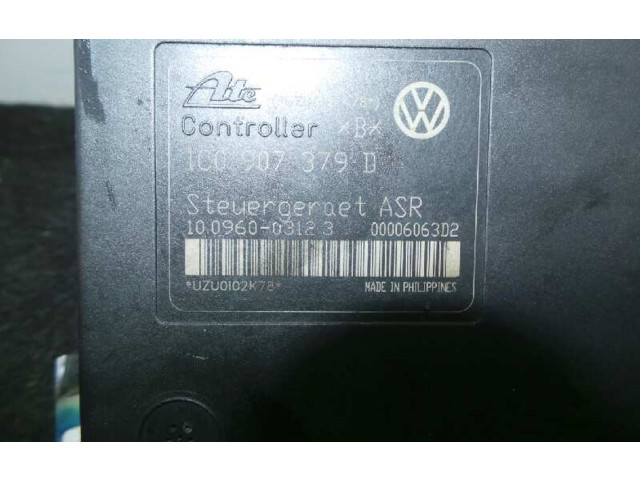 Ate
Controller *B*
1C0 907 379 D
Steuergeraet ASR
10.0960-0312.3 00006063D2
*UZU0102K78*
MADE IN PHILIPPINES